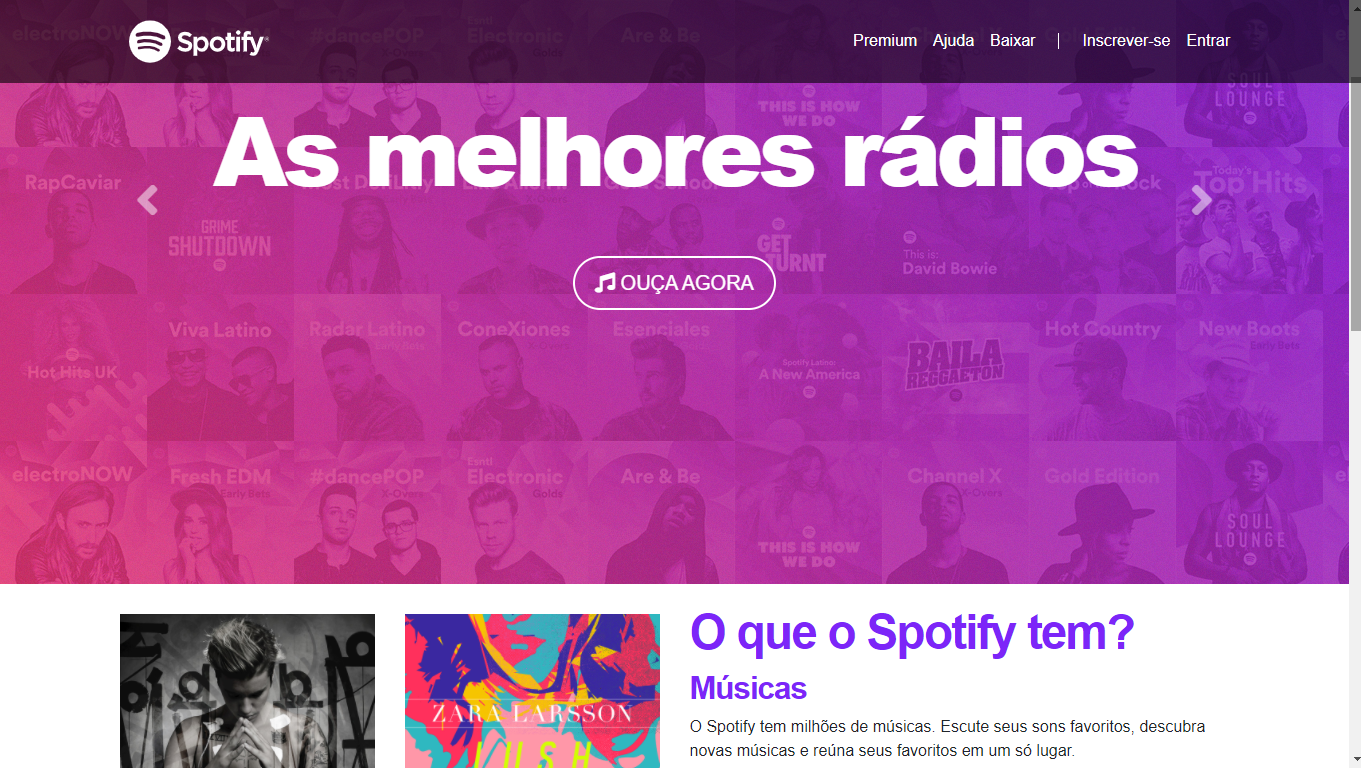 Spotify®
Premium Ajuda Baixar | Inscrever-se Entrar
electroNOW
#dancePOP
Esntl
Electronic
Golds
SOUL
LOUNGE
THIS IS HOW
WE DO
As melhores rádios
RapCaviar
GRIME
SHUTDOWN
GET
TURNT
This is:
David Bowie
Today's
Top Hits
OUÇA AGORA
Hot Hits UK
Viva Latino
Radar Latino
Early Bets
ConeXiones
X-Overs
Esenciales
Spotify Latino:
A New America
BAILA
REGGAETON
Hot Country
New Boots
Early Bets
electroNOW
Fresh EDM
Early Bets
#dancePOP
X-Overs
Esntl
Electronic
Golds
Are & Be
THIS IS HOW
WE DO
Channel X
X-Overs
Gold Edition
SOUL
LOUNGE
O que o Spotify tem?
Músicas
O Spotify tem milhões de músicas. Escute seus sons favoritos, descubra
novas músicas e reúna seus favoritos em um só lugar.
ZARA LARSSON
LUSH